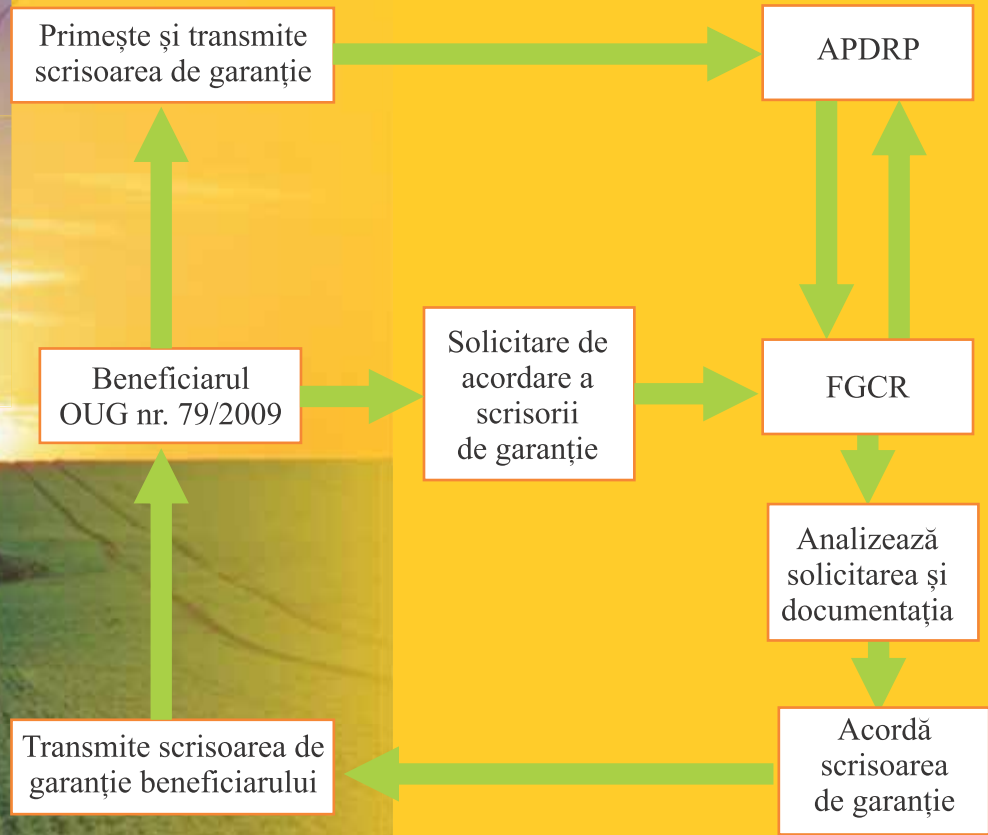 Primește și transmite
scrisoarea de garanție
APDRP
Beneficiarul
OUG nr. 79/2009
Solicitare de
acordare a
scrisorii
de garanție
FGCR
Analizează
solicitarea și
documentația
Transmite scrisoarea de
garanție beneficiarului
Acordă
scrisoarea
de garanție